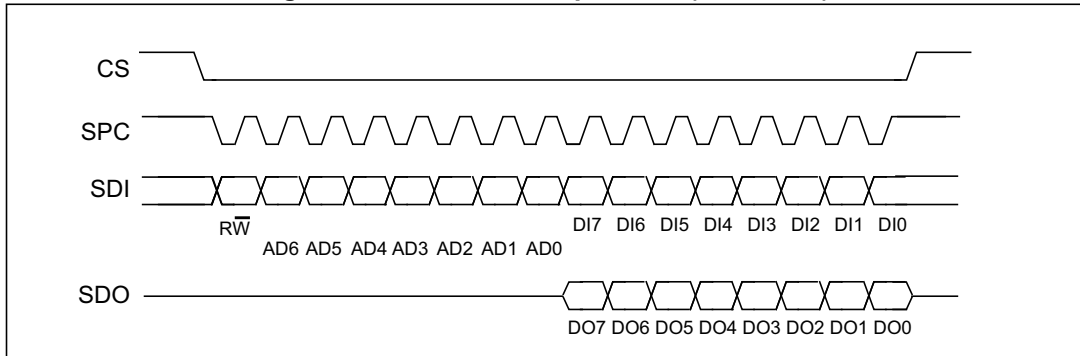 CS
SPC
SDI
RW̅
DI7 DI6 DI5 DI4 DI3 DI2 DI1 DI0
AD6 AD5 AD4 AD3 AD2 AD1 AD0
SDO
DO7 DO6 DO5 DO4 DO3 DO2 DO1 DO0